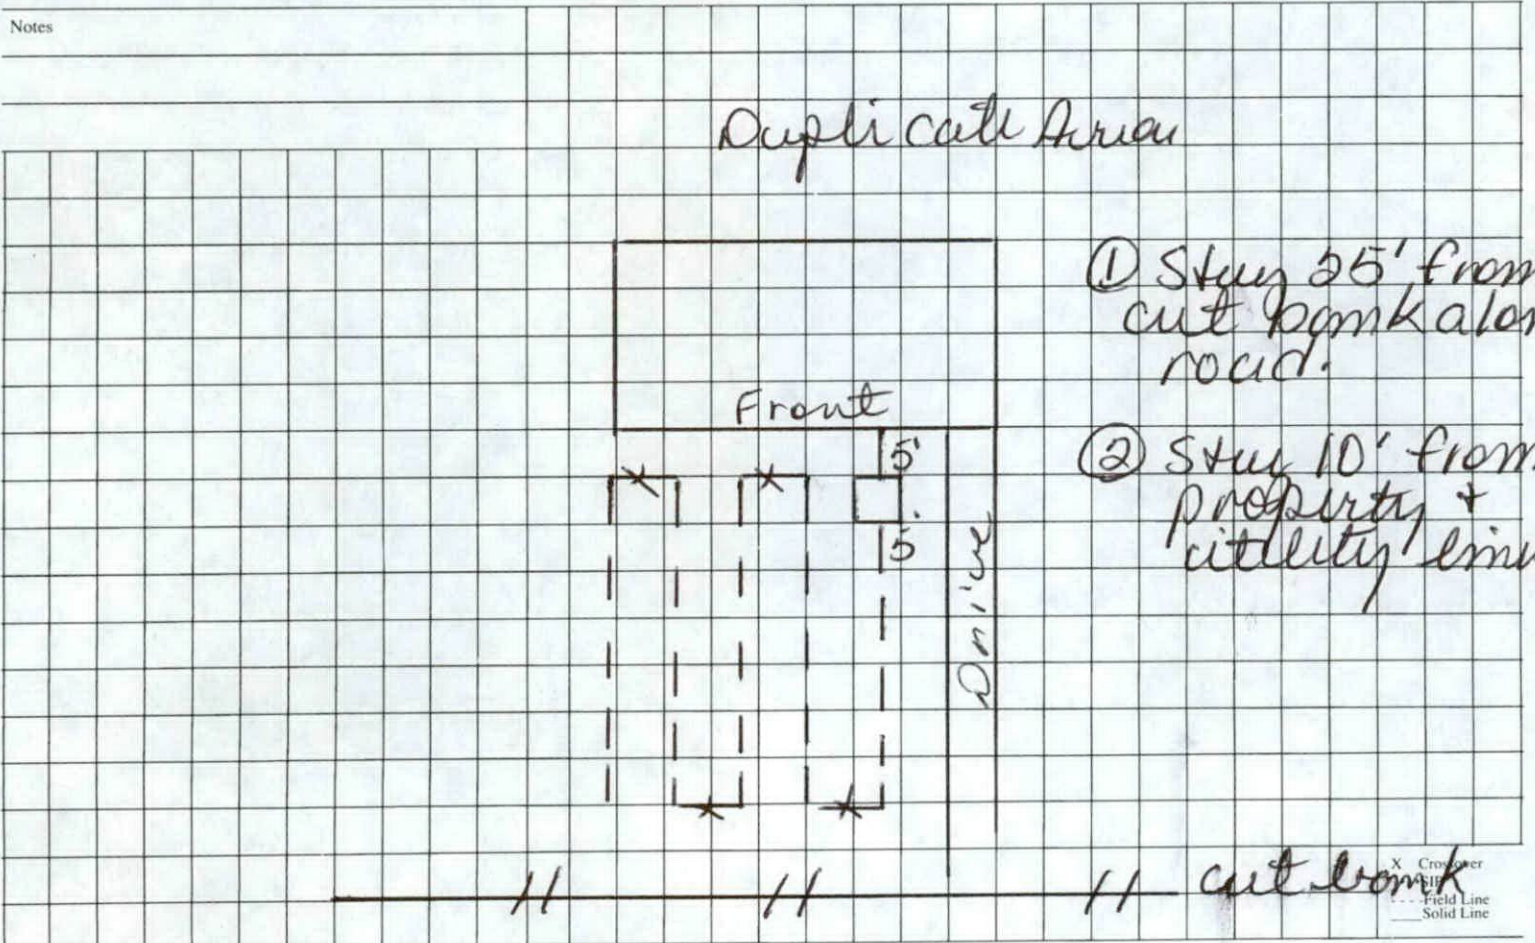 Notes
Duplicate Area
① Stay 25' from
cut bank alon
road.
Front
② Stay 10' from
property +
utility line
5'
5'
Drive
cut bank
X Crossover
Field Line
Solid Line